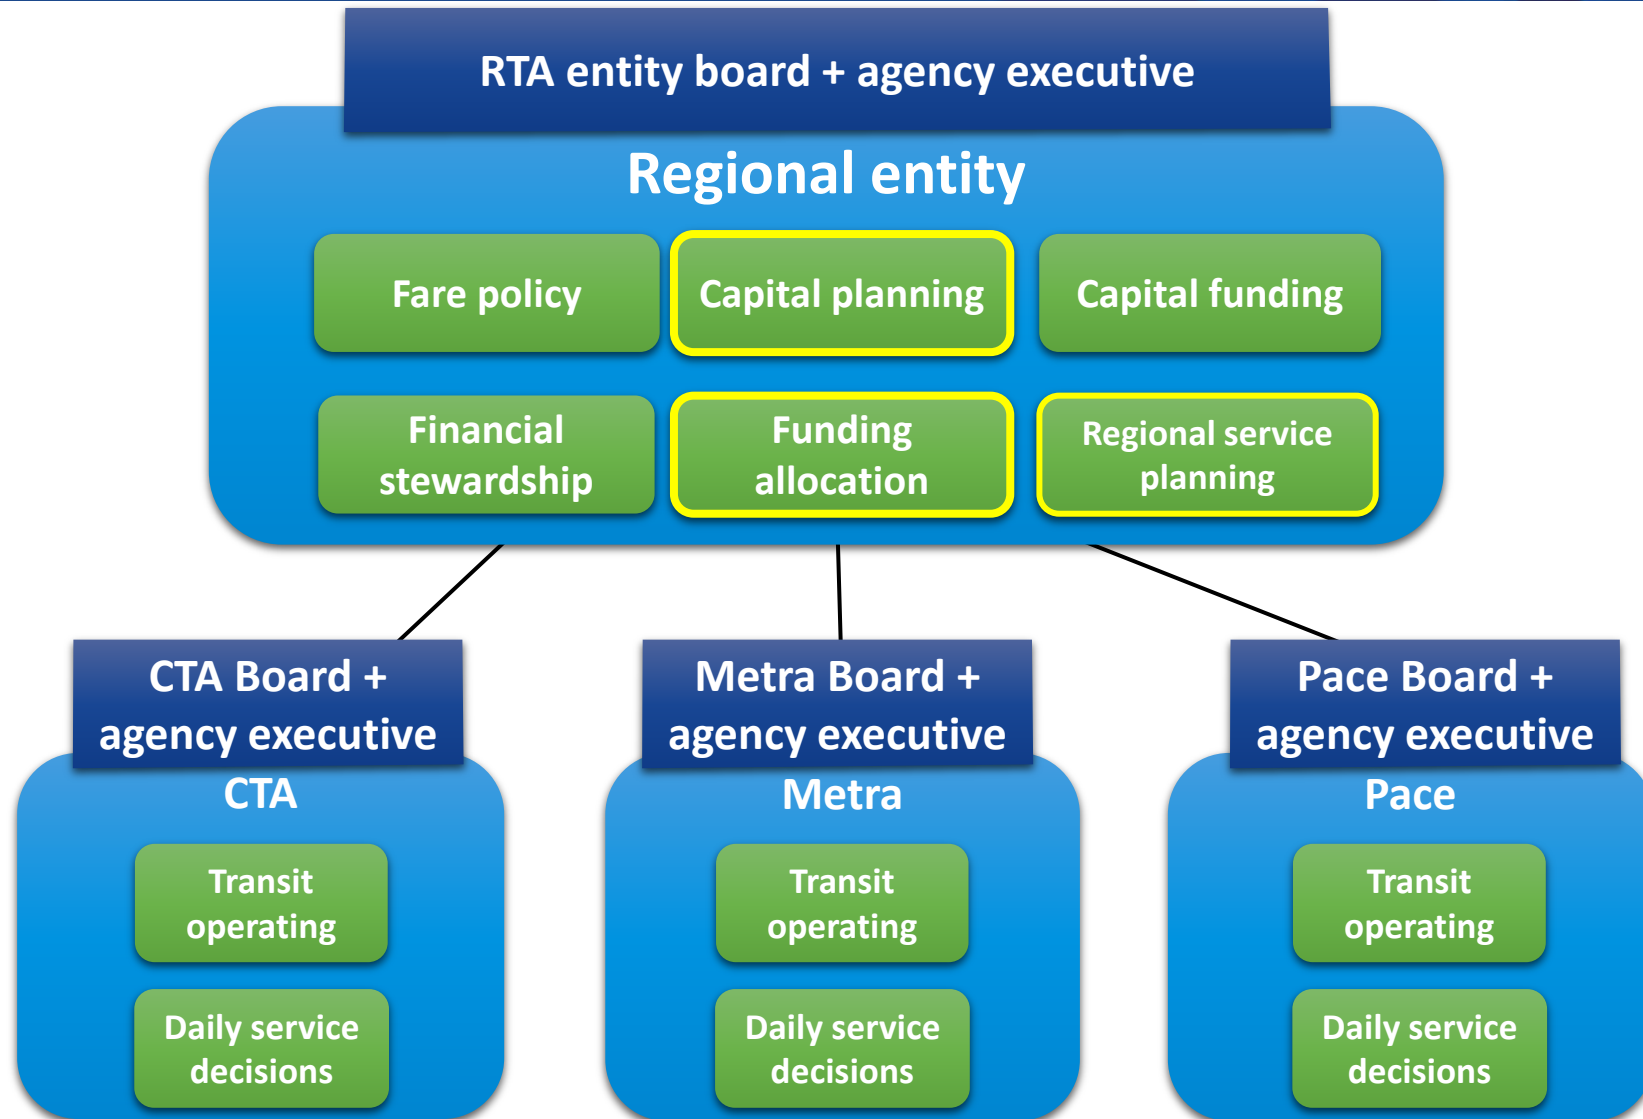 RTA entity board + agency executive
Regional entity
Fare policy
Capital planning
Capital funding
Financial
stewardship
Funding
allocation
Regional service
planning
CTA Board +
agency executive
CTA
Transit
operating
Daily service
decisions
Metra Board +
agency executive
Metra
Transit
operating
Daily service
decisions
Pace Board +
agency executive
Pace
Transit
operating
Daily service
decisions